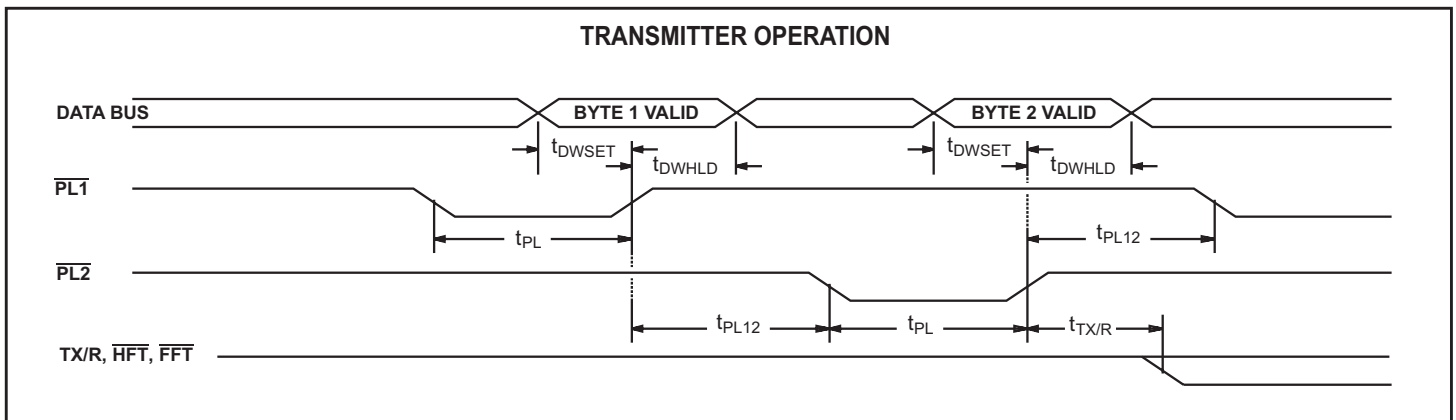 TRANSMITTER OPERATION
DATA BUS
BYTE 1 VALID
BYTE 2 VALID
tDWSET
tDWHLD
tDWSET
tDWHLD
PL1
tPL
tPL12
PL2
tPL12
tPL
tTX/R
TX/R, HFT, FFT